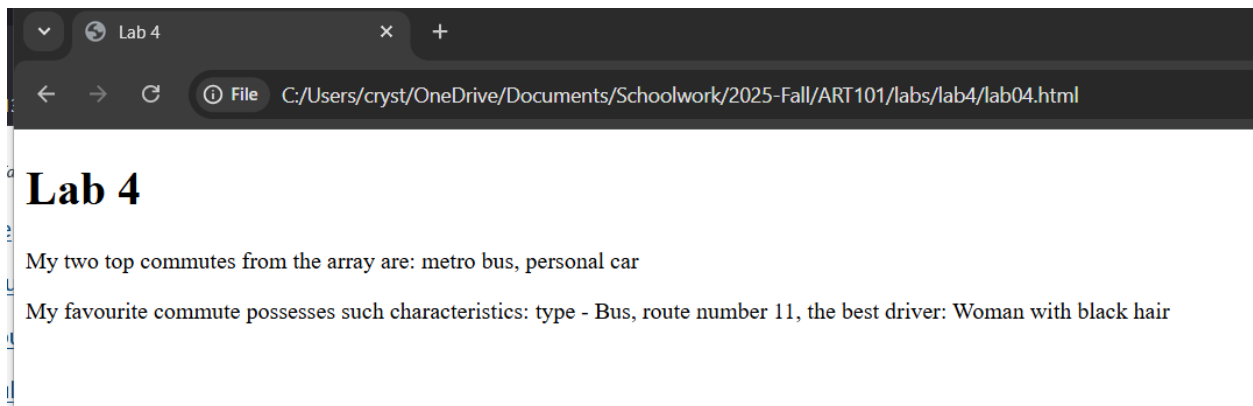 Lab 4
File C:/Users/cryst/OneDrive/Documents/Schoolwork/2025-Fall/ART101/labs/lab4/lab04.html
Lab 4
My two top commutes from the array are: metro bus, personal car
My favourite commute possesses such characteristics: type - Bus, route number 11, the best driver: Woman with black hair